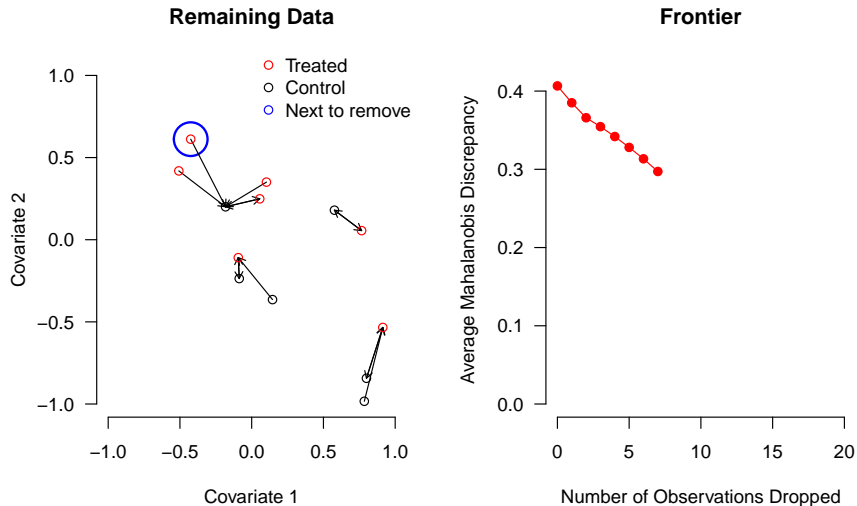 Remaining Data
Treated
Control
Next to remove
1.0
0.5
0.0
−0.5
−1.0
Covariate 2
−1.0 −0.5 0.0 0.5 1.0
Covariate 1
Frontier
0.4
0.3
0.2
0.1
0.0
Average Mahalanobis Discrepancy
0 5 10 15 20
Number of Observations Dropped